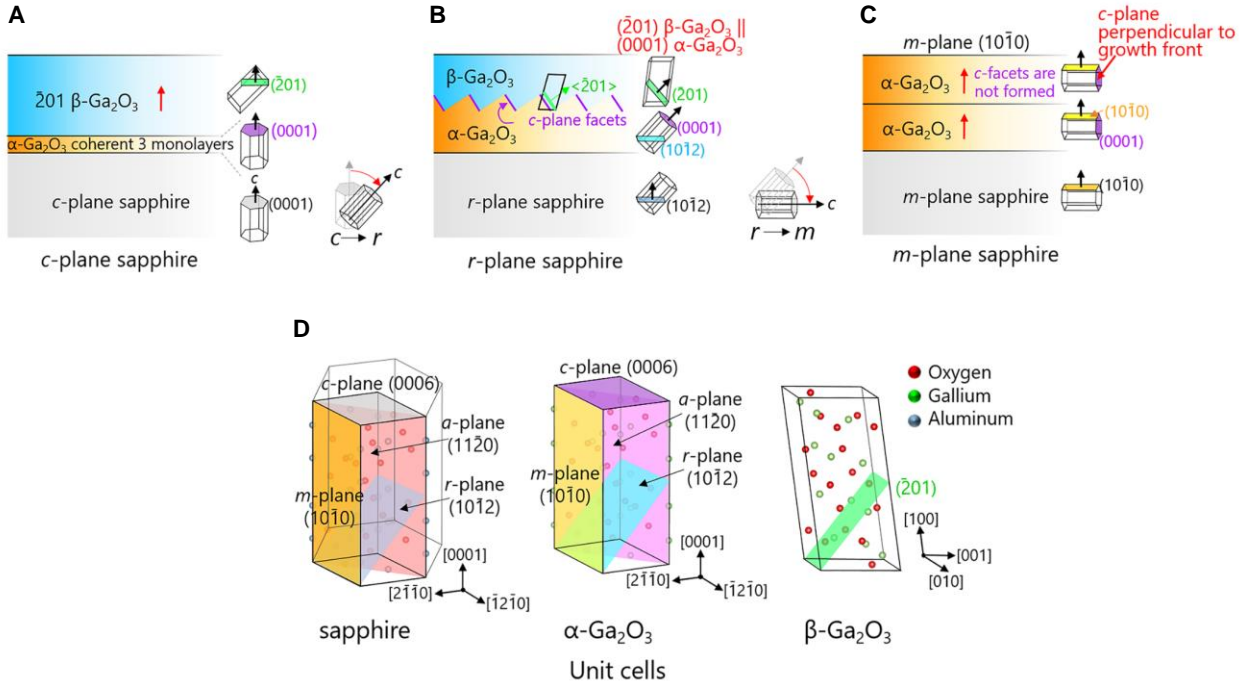 A
2̄01 β-Ga₂O₃
(2̄01)
(0001)
α-Ga₂O₃ coherent 3 monolayers
c
c-plane sapphire
(0001)
c
c → r
c-plane sapphire
B
(2̄01) β-Ga₂O₃ ||
(0001) α-Ga₂O₃
β-Ga₂O₃
<2̄01>
(2̄01)
c-plane facets
α-Ga₂O₃
(0001)
(101̄2)
r-plane sapphire
(101̄2)
c
r → m
r-plane sapphire
C
c-plane
perpendicular to
growth front
m-plane (101̄0)
α-Ga₂O₃
c-facets are
not formed
α-Ga₂O₃
(101̄0)
(0001)
m-plane sapphire
(101̄0)
m-plane sapphire
D
c-plane (0006)
a-plane
(112̄0)
m-plane
(101̄0)
r-plane
(101̄2)
[0001]
[21̄1̄0]
[1̄21̄0]
sapphire
c-plane (0006)
a-plane
(112̄0)
r-plane
(101̄2)
m-plane
(101̄0)
[0001]
[21̄1̄0]
[1̄21̄0]
α-Ga₂O₃
Oxygen
Gallium
Aluminum
(2̄01)
[100]
[001]
[01̄0]
β-Ga₂O₃
Unit cells